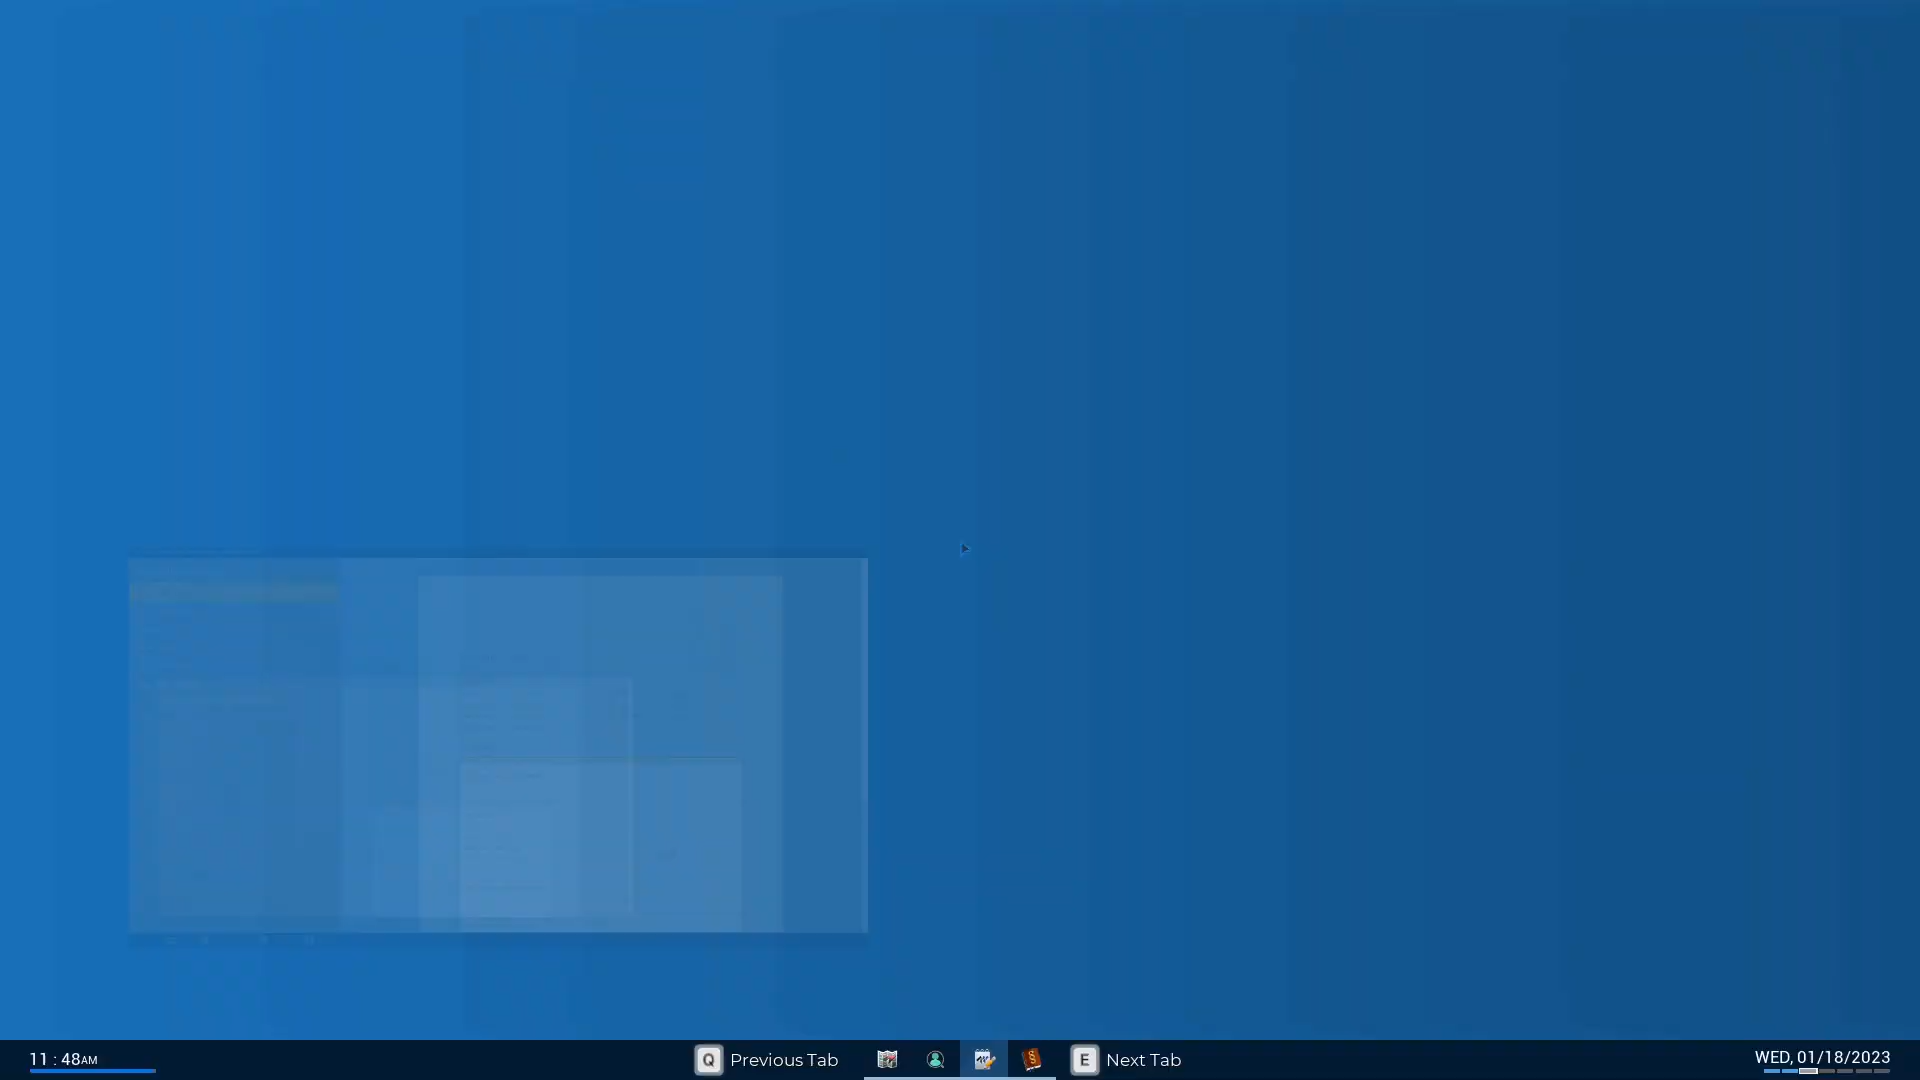 11 : 48AM
Q Previous Tab
E Next Tab
WED, 01/18/2023